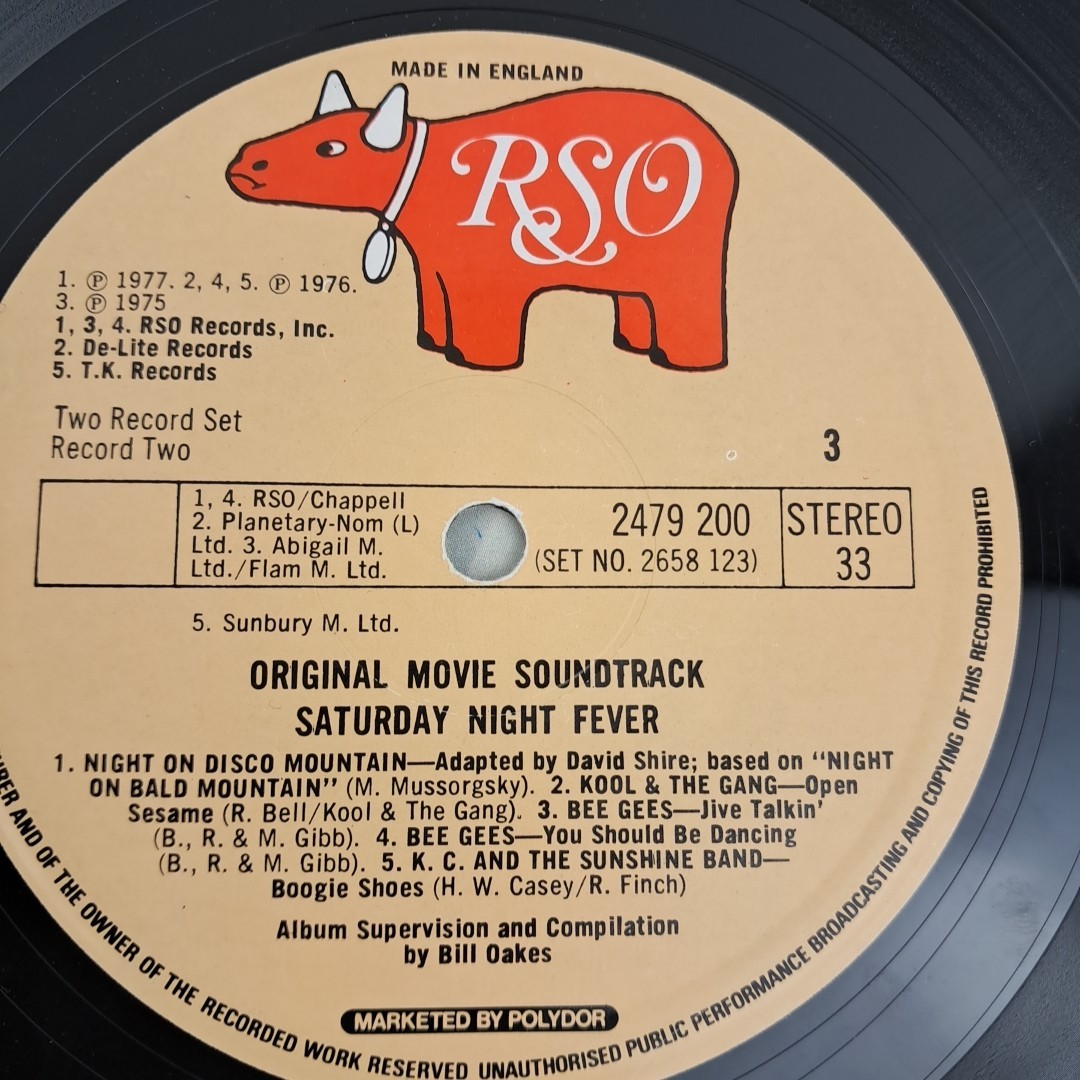 MADE IN ENGLAND
RSO
1. ℗ 1977. 2, 4, 5. ℗ 1976.
3. ℗ 1975
1, 3, 4. RSO Records, Inc.
2. De-Lite Records
5. T.K. Records
Two Record Set
Record Two
3
1, 4. RSO/Chappell
2. Planetary-Nom (L)
Ltd. 3. Abigail M.
Ltd./Flam M. Ltd.
2479 200
(SET NO. 2658 123)
STEREO
33
5. Sunbury M. Ltd.
ORIGINAL MOVIE SOUNDTRACK
SATURDAY NIGHT FEVER
1. NIGHT ON DISCO MOUNTAIN—Adapted by David Shire; based on “NIGHT
ON BALD MOUNTAIN” (M. Mussorgsky). 2. KOOL & THE GANG—Open
Sesame (R. Bell/Kool & The Gang). 3. BEE GEES—Jive Talkin'
(B., R. & M. Gibb). 4. BEE GEES—You Should Be Dancing
(B., R. & M. Gibb). 5. K. C. AND THE SUNSHINE BAND—
Boogie Shoes (H. W. Casey/R. Finch)
Album Supervision and Compilation
by Bill Oakes
MARKETED BY POLYDOR
AND OF THE OWNER OF THE RECORDED WORK RESERVED UNAUTHORISED PUBLIC PERFORMANCE BROADCASTING AND COPYING OF THIS RECORD PROHIBITED